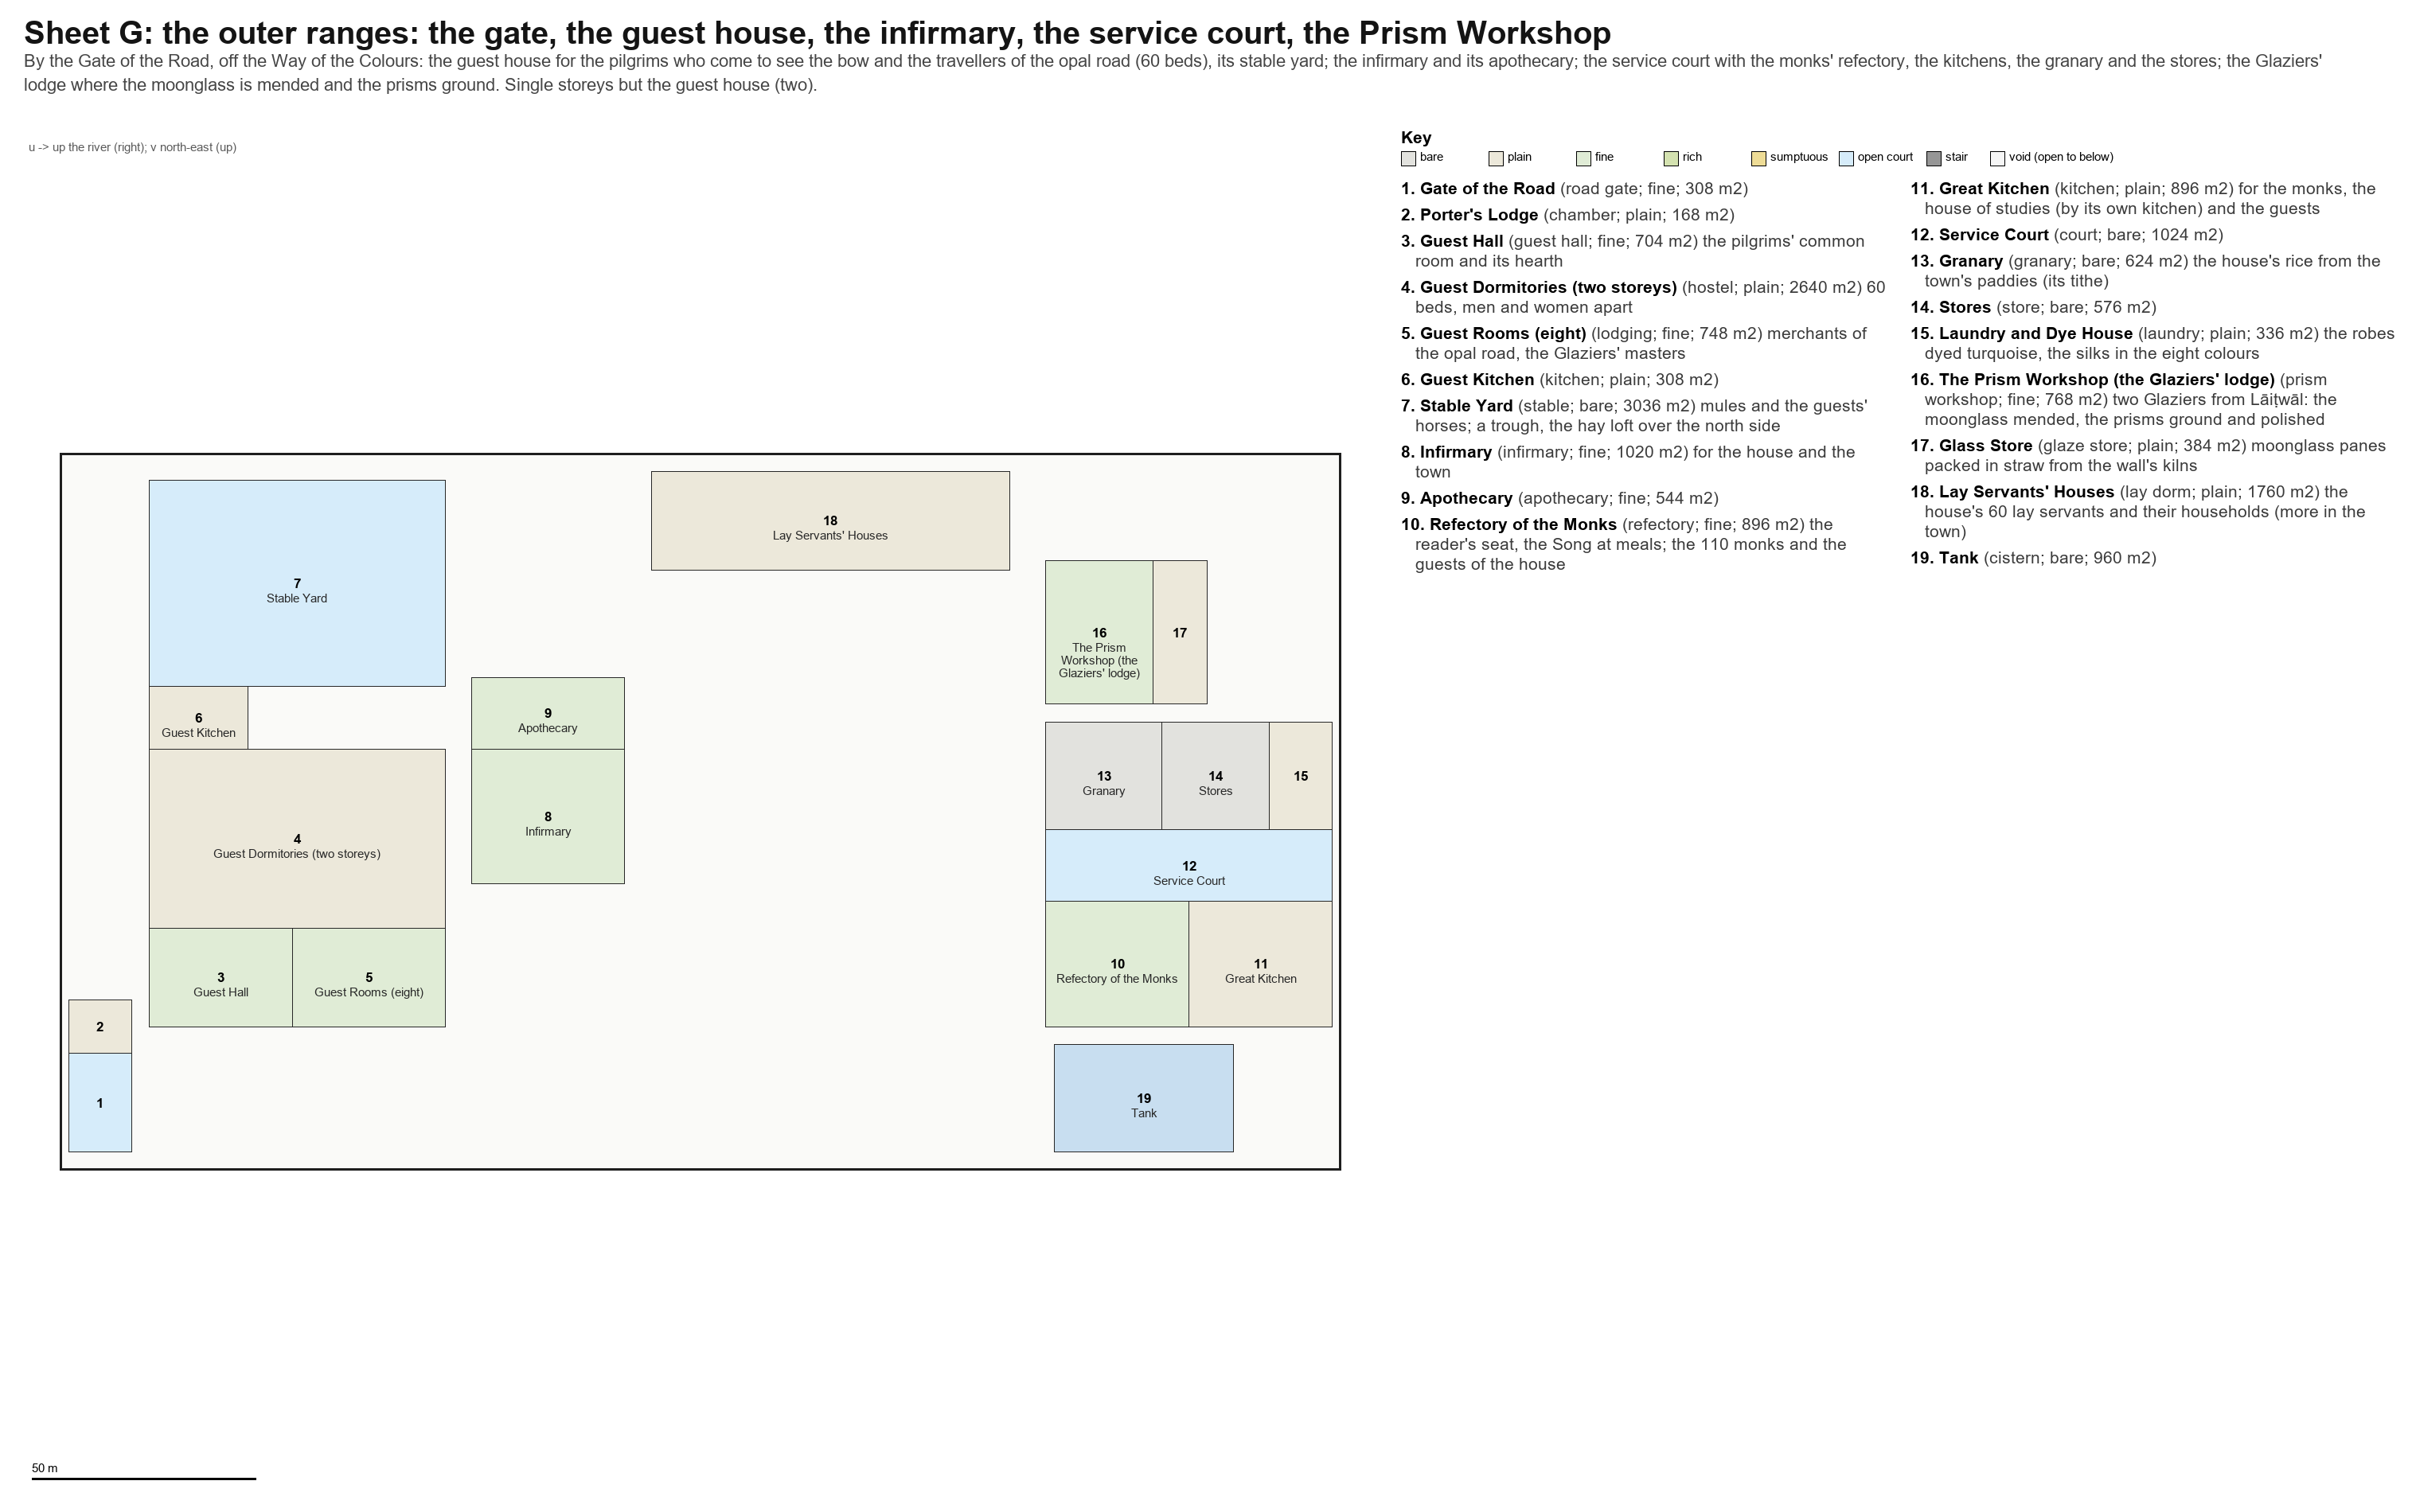 Sheet G: the outer ranges: the gate, the guest house, the infirmary, the service court, the Prism Workshop
By the Gate of the Road, off the Way of the Colours: the guest house for the pilgrims who come to see the bow and the travellers of the opal road (60 beds), its stable yard; the infirmary and its apothecary; the service court with the monks' refectory, the kitchens, the granary and the stores; the Glaziers'
lodge where the moonglass is mended and the prisms ground. Single storeys but the guest house (two).
u -> up the river (right); v north-east (up)
Key
bare
plain
fine
rich
sumptuous
open court
stair
void (open to below)
1. Gate of the Road (road gate; fine; 308 m2)
2. Porter's Lodge (chamber; plain; 168 m2)
3. Guest Hall (guest hall; fine; 704 m2) the pilgrims' common
room and its hearth
4. Guest Dormitories (two storeys) (hostel; plain; 2640 m2) 60
beds, men and women apart
5. Guest Rooms (eight) (lodging; fine; 748 m2) merchants of
the opal road, the Glaziers' masters
6. Guest Kitchen (kitchen; plain; 308 m2)
7. Stable Yard (stable; bare; 3036 m2) mules and the guests'
horses; a trough, the hay loft over the north side
8. Infirmary (infirmary; fine; 1020 m2) for the house and the
town
9. Apothecary (apothecary; fine; 544 m2)
10. Refectory of the Monks (refectory; fine; 896 m2) the
reader's seat, the Song at meals; the 110 monks and the
guests of the house
11. Great Kitchen (kitchen; plain; 896 m2) for the monks, the
house of studies (by its own kitchen) and the guests
12. Service Court (court; bare; 1024 m2)
13. Granary (granary; bare; 624 m2) the house's rice from the
town's paddies (its tithe)
14. Stores (store; bare; 576 m2)
15. Laundry and Dye House (laundry; plain; 336 m2) the robes
dyed turquoise, the silks in the eight colours
16. The Prism Workshop (the Glaziers' lodge) (prism
workshop; fine; 768 m2) two Glaziers from Lāiṭwāl: the
moonglass mended, the prisms ground and polished
17. Glass Store (glaze store; plain; 384 m2) moonglass panes
packed in straw from the wall's kilns
18. Lay Servants' Houses (lay dorm; plain; 1760 m2) the
house's 60 lay servants and their households (more in the
town)
19. Tank (cistern; bare; 960 m2)
18
Lay Servants' Houses
7
Stable Yard
16
The Prism
Workshop (the
Glaziers' lodge)
17
6
Guest Kitchen
9
Apothecary
13
Granary
14
Stores
15
8
Infirmary
4
Guest Dormitories (two storeys)
12
Service Court
3
Guest Hall
5
Guest Rooms (eight)
10
Refectory of the Monks
11
Great Kitchen
2
1
19
Tank
50 m